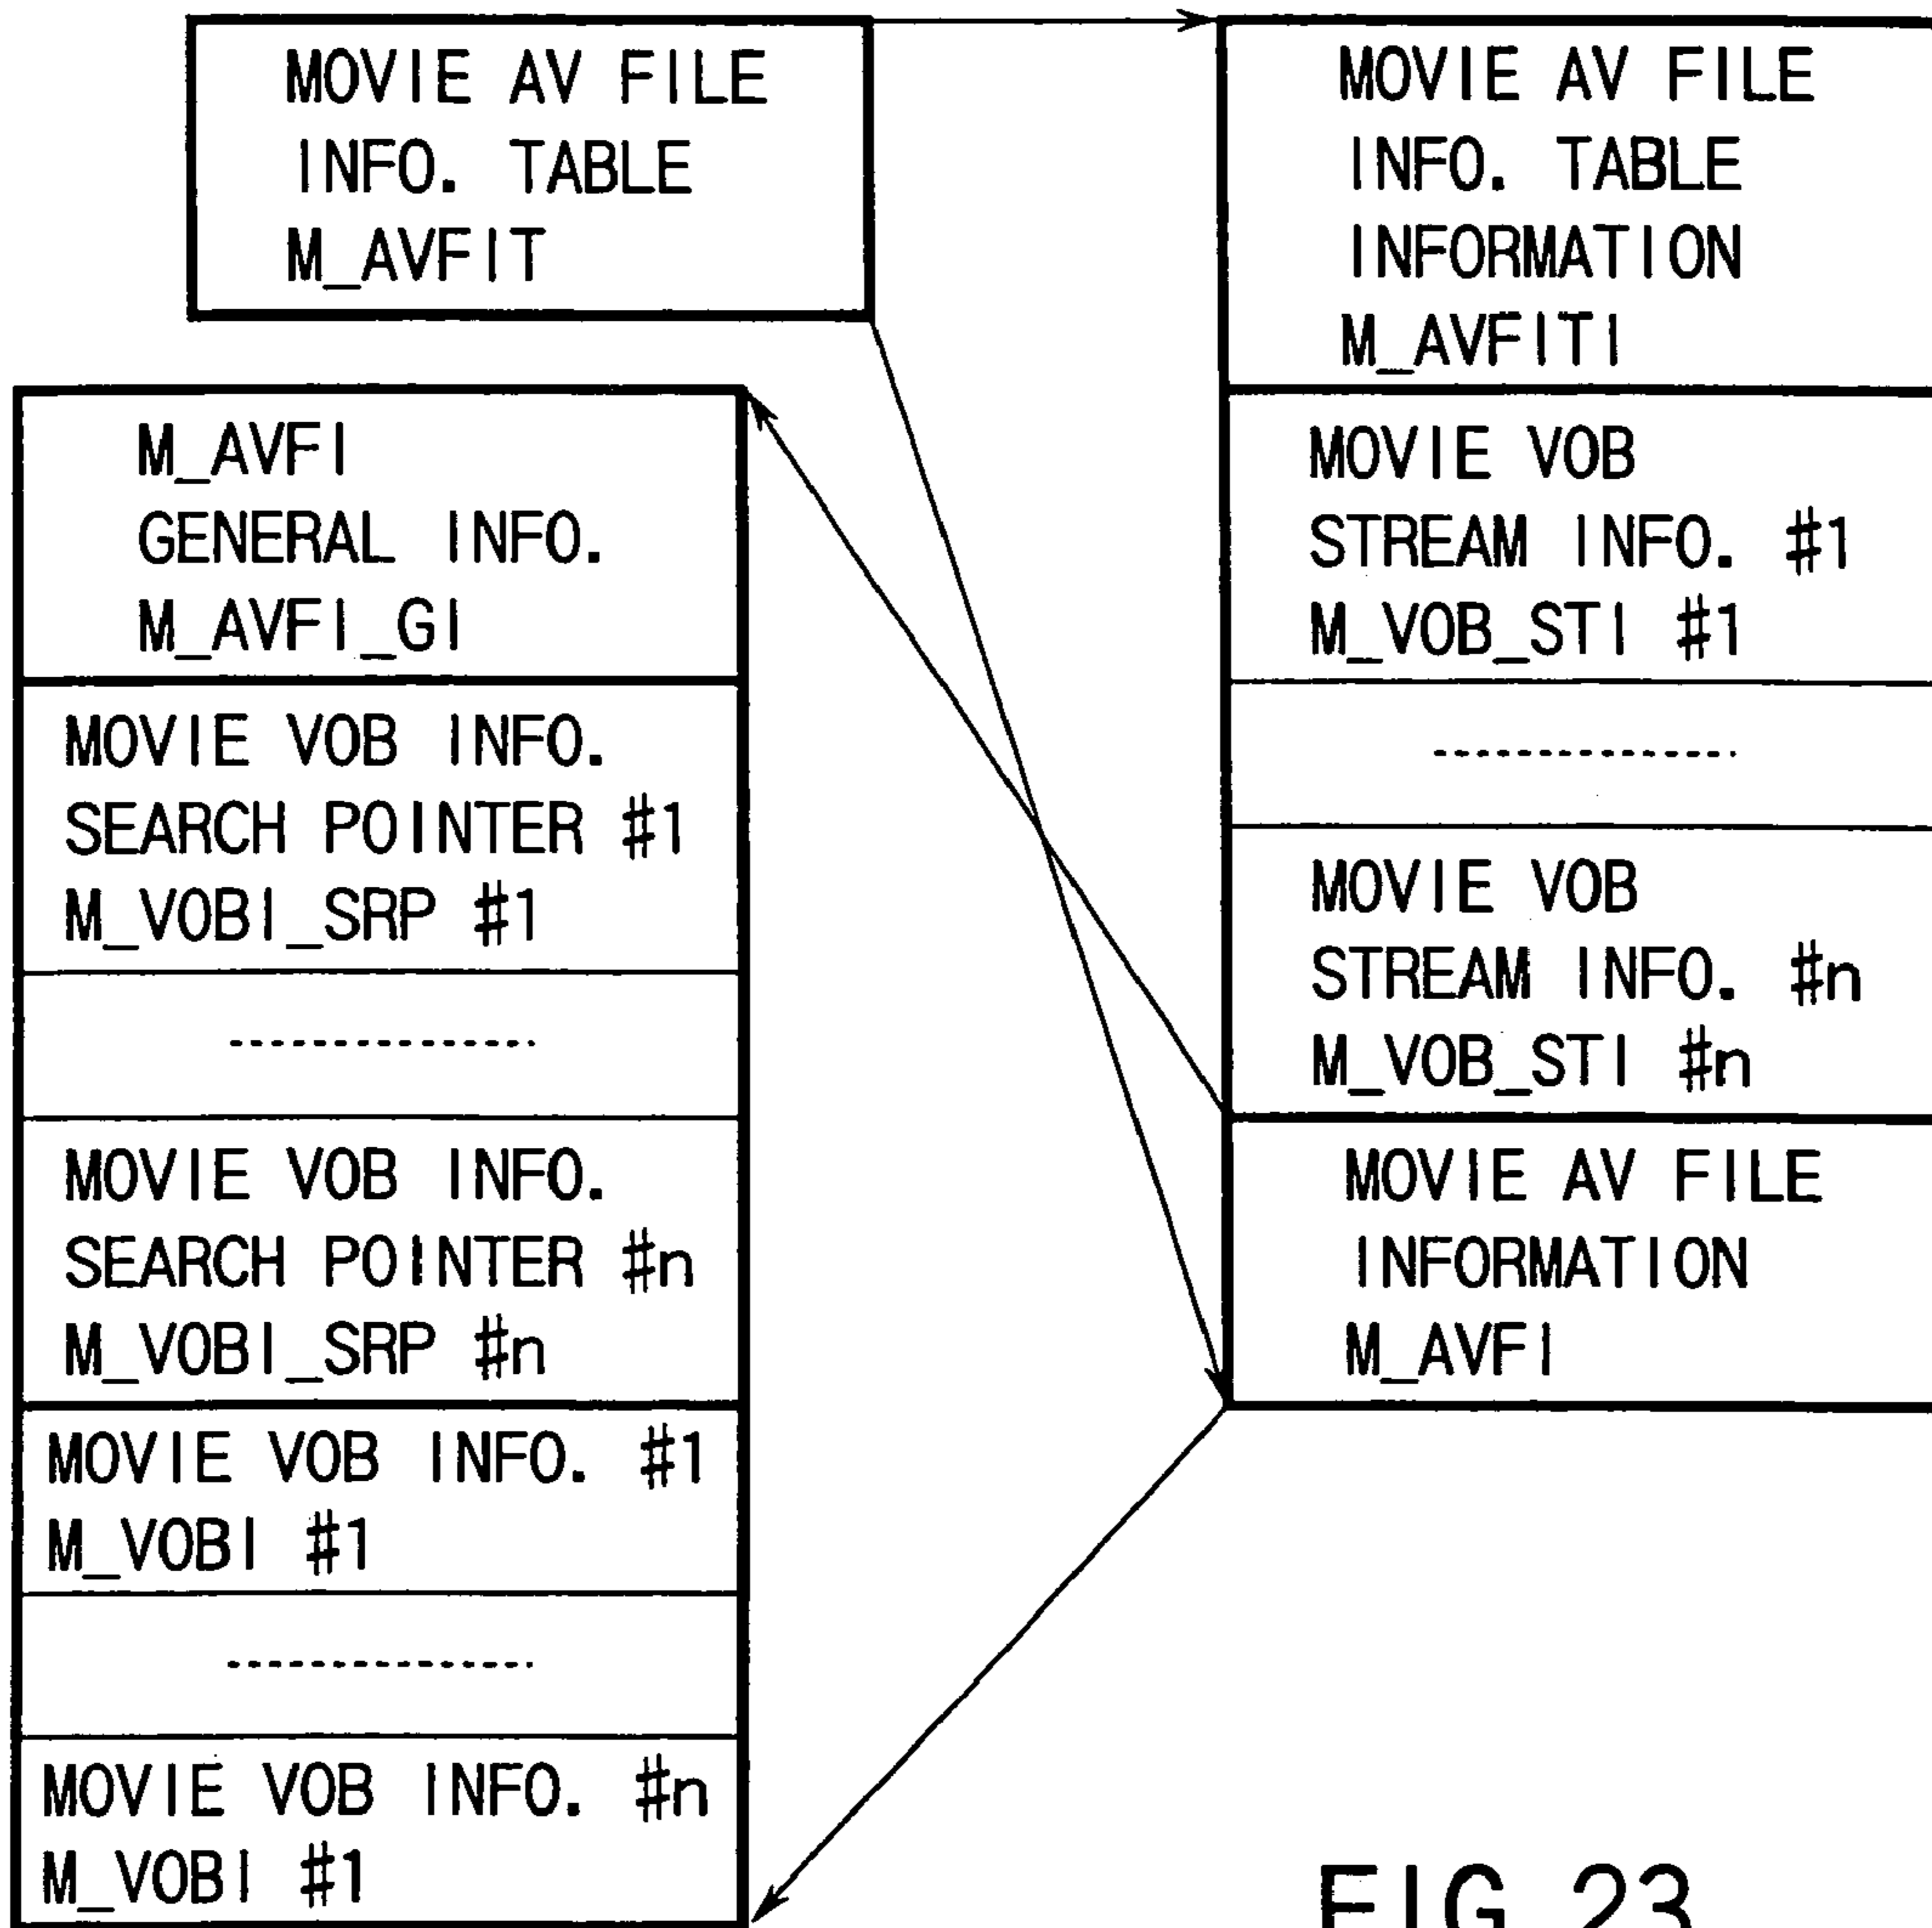 MOVIE AV FILE
INFO. TABLE
M_AVFIT
MOVIE AV FILE
INFO. TABLE
INFORMATION
M_AVFITI
MOVIE VOB
STREAM INFO. #1
M_VOB_STI #1
---------------
MOVIE VOB
STREAM INFO. #n
M_VOB_STI #n
MOVIE AV FILE
INFORMATION
M_AVFI
M_AVFI
GENERAL INFO.
M_AVFI_GI
MOVIE VOB INFO.
SEARCH POINTER #1
M_VOBI_SRP #1
---------------
MOVIE VOB INFO.
SEARCH POINTER #n
M_VOBI_SRP #n
MOVIE VOB INFO. #1
M_VOBI #1
---------------
MOVIE VOB INFO. #n
M_VOBI #1
FIG. 23